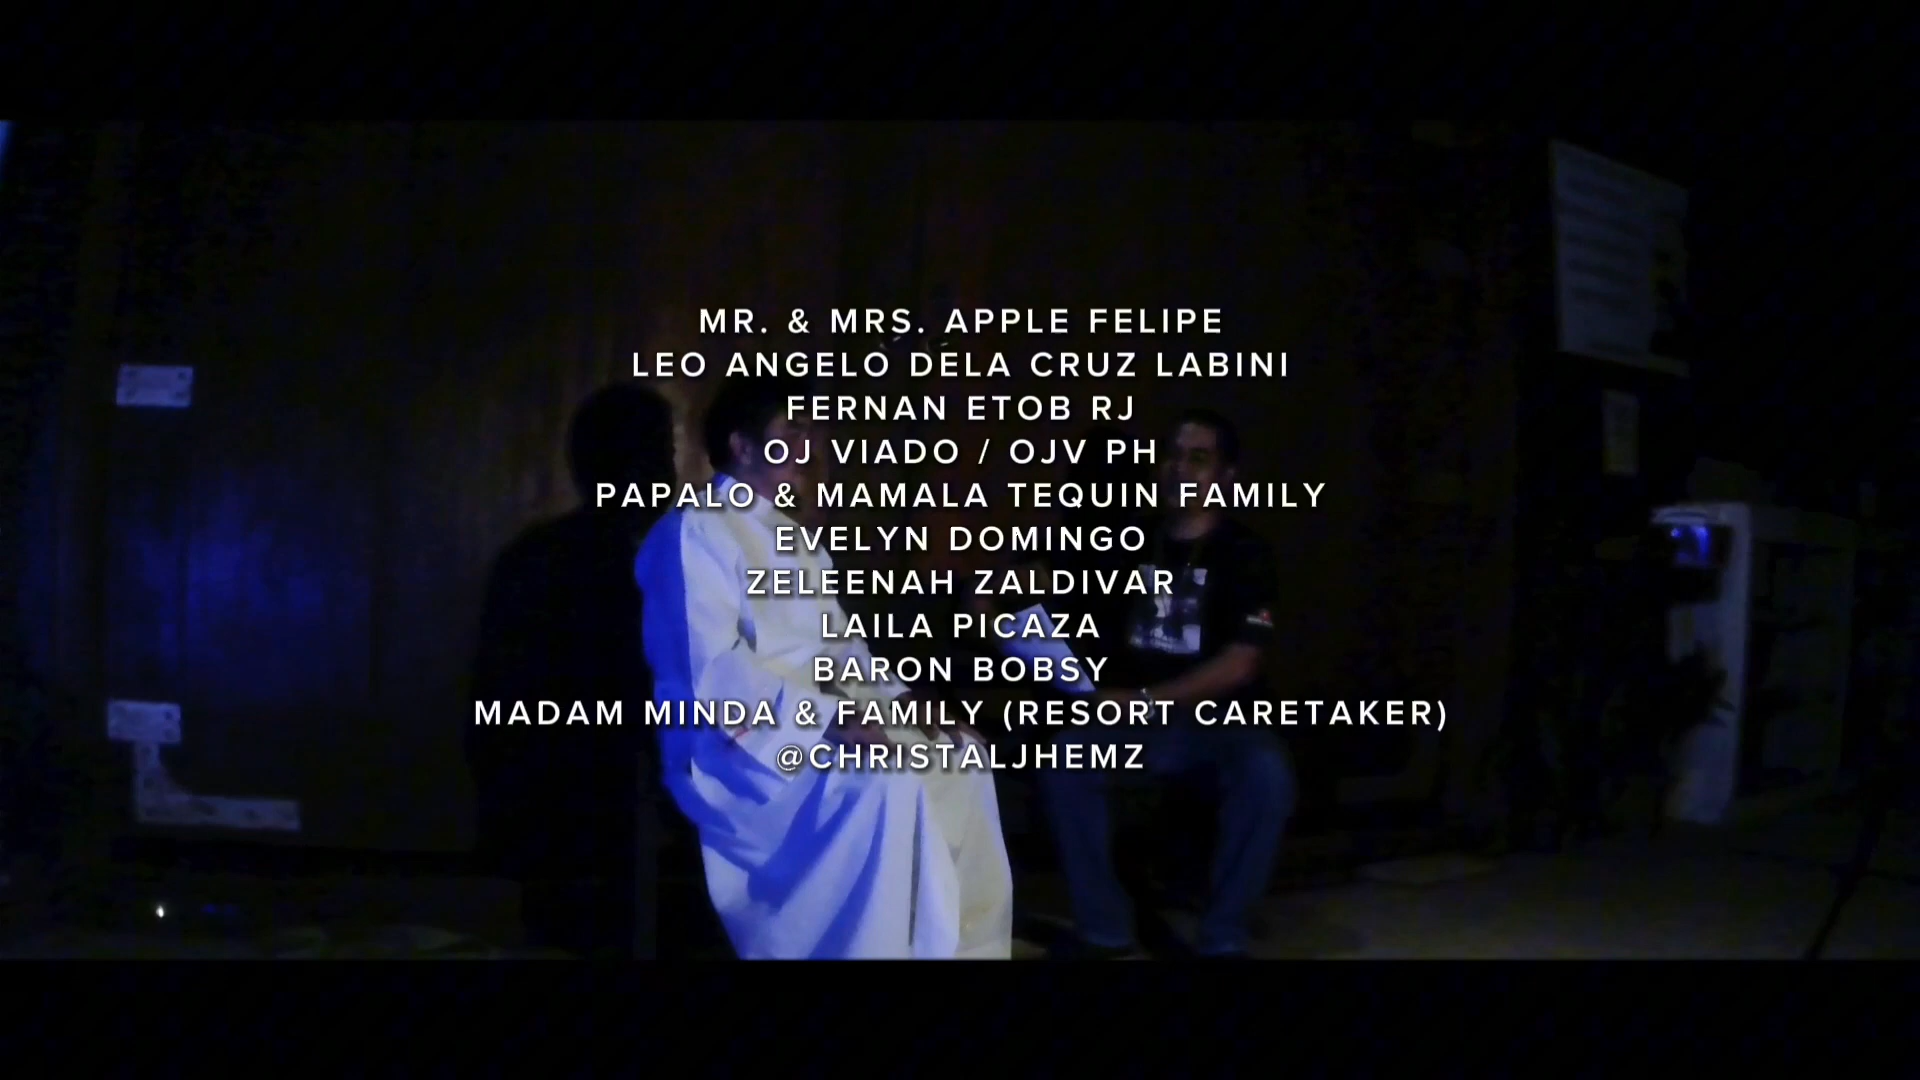 MR. & MRS. APPLE FELIPE
LEO ANGELO DELA CRUZ LABINI
FERNAN ETOB RJ
OJ VIADO / OJV PH
PAPALO & MAMALA TEQUIN FAMILY
EVELYN DOMINGO
ZELEENAH ZALDIVAR
LAILA PICAZA
BARON BOBSY
MADAM MINDA & FAMILY (RESORT CARETAKER)
@CHRISTALJHEMZ